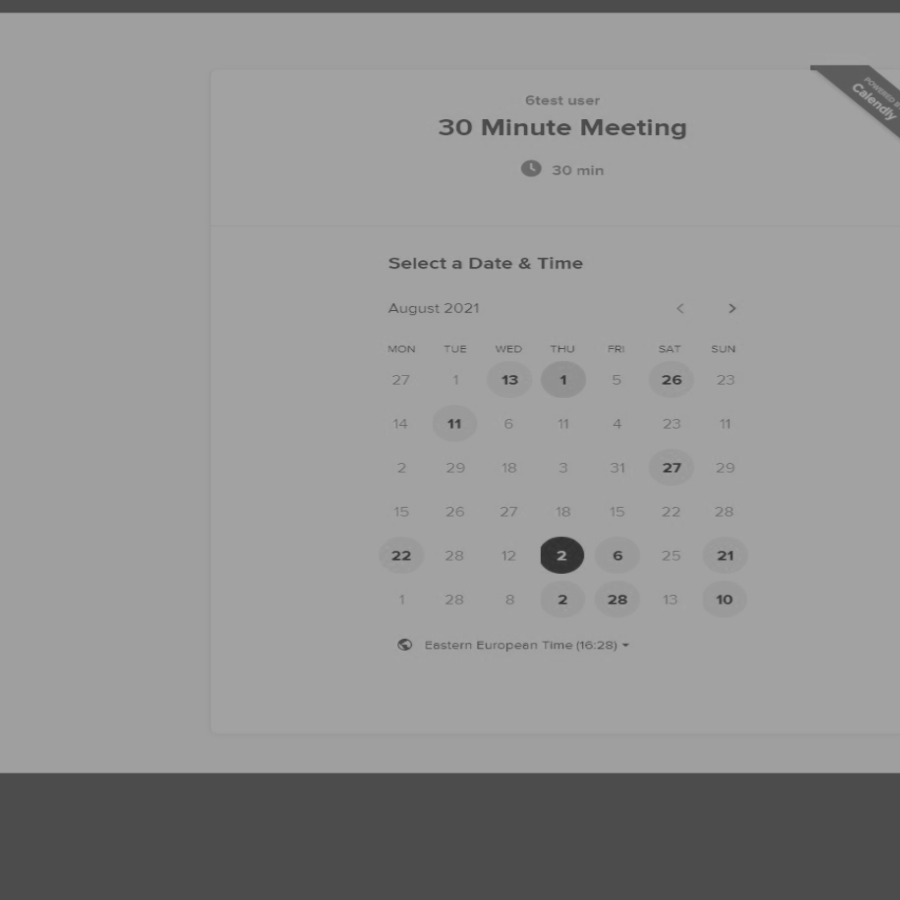 POWERED BY
Calendly
6test user
30 Minute Meeting
30 min
Select a Date & Time
August 2021
MON TUE WED THU FRI SAT SUN
27 1 13 1 5 26 23
14 11 6 11 4 23 11
2 29 18 3 31 27 29
15 26 27 18 15 22 28
22 28 12 2 6 25 21
1 28 8 2 28 13 10
Eastern European Time (16:28)